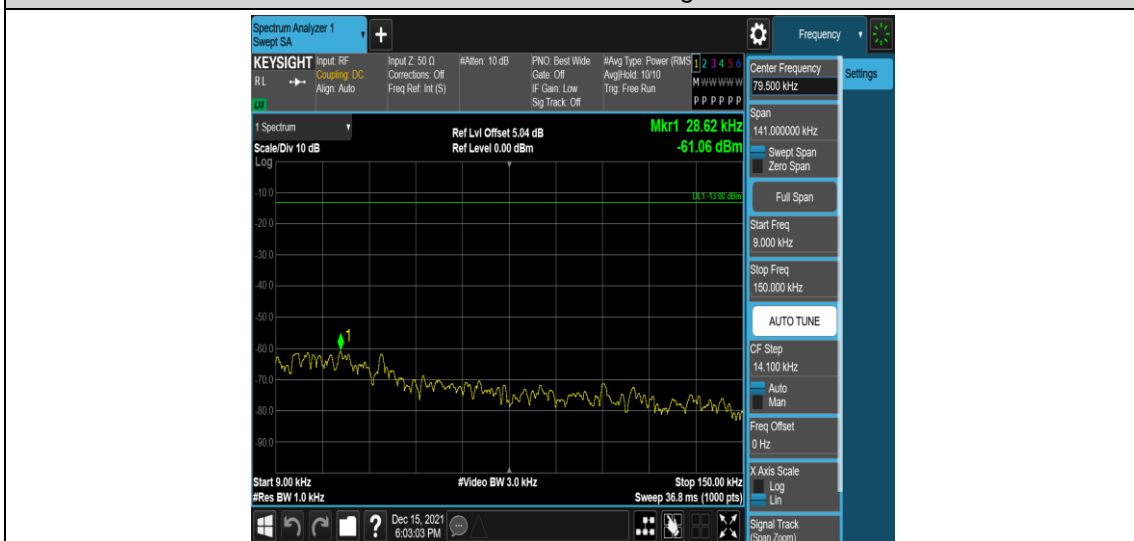 Spectrum Analyzer 1
Swept SA
+
Frequency
KEYSIGHT
RL
LXI
Input: RF
Coupling: DC
Align: Auto
Input Z: 50 Ω
Corrections: Off
Freq Ref: Int (S)
#Atten: 10 dB
PNO: Best Wide
Gate: Off
IF Gain: Low
Sig Track: Off
#Avg Type: Power (RMS
Avg|Hold: 10/10
Trig: Free Run
1 2 3 4 5 6
M W W W W W
P P P P P P
1 Spectrum
Scale/Div 10 dB
Log
Ref Lvl Offset 5.04 dB
Ref Level 0.00 dBm
Mkr1 28.62 kHz
-61.06 dBm
DL1 -13.00 dBm
-10.0
-20.0
-30.0
-40.0
-50.0
-60.0
-70.0
-80.0
-90.0
1
Start 9.00 kHz
#Res BW 1.0 kHz
#Video BW 3.0 kHz
Stop 150.00 kHz
Sweep 36.8 ms (1000 pts)
?
Dec 15, 2021
6:03:03 PM
Center Frequency
79.500 kHz
Span
141.000000 kHz
Swept Span
Zero Span
Full Span
Start Freq
9.000 kHz
Stop Freq
150.000 kHz
AUTO TUNE
CF Step
14.100 kHz
Auto
Man
Freq Offset
0 Hz
X Axis Scale
Log
Lin
Signal Track
(Span Zoom)
Settings